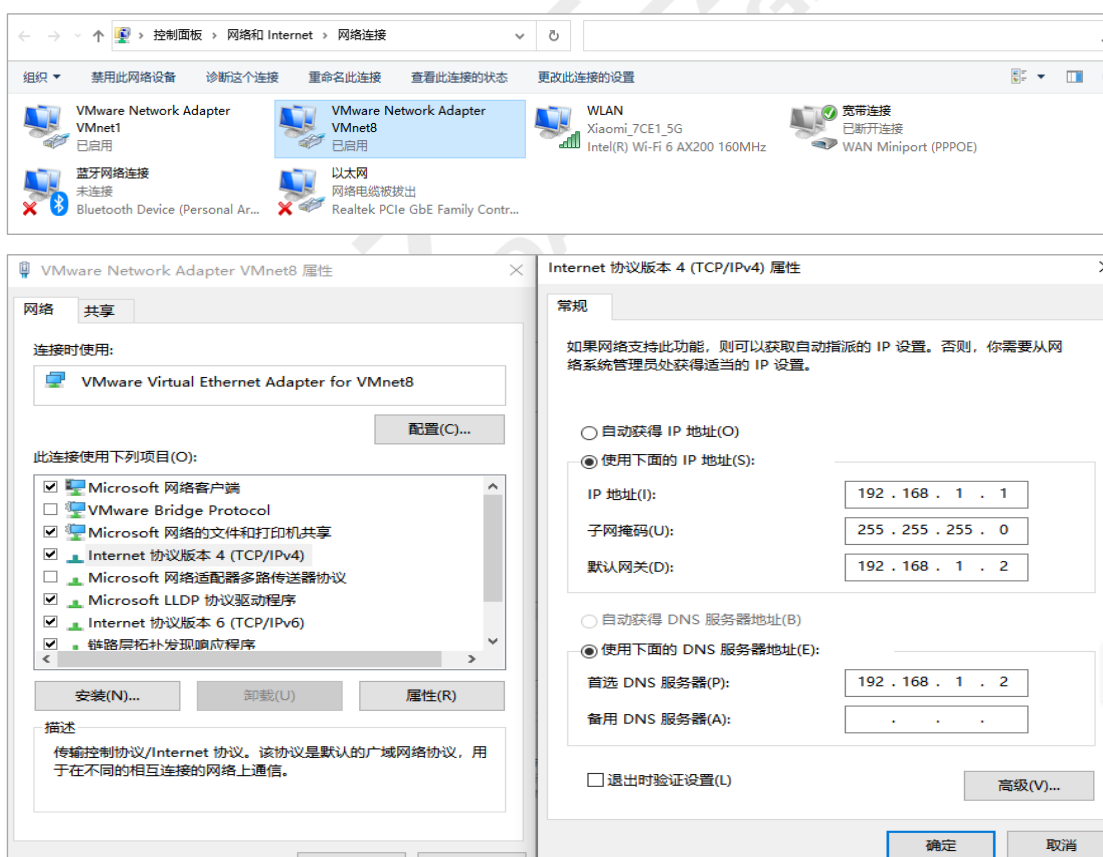 控制面板 › 网络和 Internet › 网络连接
组织 禁用此网络设备 诊断这个连接 重命名此连接 查看此连接的状态 更改此连接的设置
VMware Network Adapter VMnet1
已启用
VMware Network Adapter VMnet8
已启用
WLAN
Xiaomi_7CE1_5G
Intel(R) Wi-Fi 6 AX200 160MHz
宽带连接
已断开连接
WAN Miniport (PPPOE)
蓝牙网络连接
未连接
Bluetooth Device (Personal Ar...
以太网
网络电缆被拔出
Realtek PCIe GbE Family Contr...
VMware Network Adapter VMnet8 属性
网络 共享
连接时使用:
VMware Virtual Ethernet Adapter for VMnet8
配置(C)...
此连接使用下列项目(O):
Microsoft 网络客户端
VMware Bridge Protocol
Microsoft 网络的文件和打印机共享
Internet 协议版本 4 (TCP/IPv4)
Microsoft 网络适配器多路传送器协议
Microsoft LLDP 协议驱动程序
Internet 协议版本 6 (TCP/IPv6)
链路层拓扑发现响应程序
安装(N)... 卸载(U) 属性(R)
描述
传输控制协议/Internet 协议。该协议是默认的广域网络协议，用
于在不同的相互连接的网络上通信。
Internet 协议版本 4 (TCP/IPv4) 属性
常规
如果网络支持此功能，则可以获取自动指派的 IP 设置。否则，你需要从网
络系统管理员处获得适当的 IP 设置。
自动获得 IP 地址(O)
使用下面的 IP 地址(S):
IP 地址(I): 192 . 168 . 1 . 1
子网掩码(U): 255 . 255 . 255 . 0
默认网关(D): 192 . 168 . 1 . 2
自动获得 DNS 服务器地址(B)
使用下面的 DNS 服务器地址(E):
首选 DNS 服务器(P): 192 . 168 . 1 . 2
备用 DNS 服务器(A): . . .
退出时验证设置(L)
高级(V)...
确定 取消